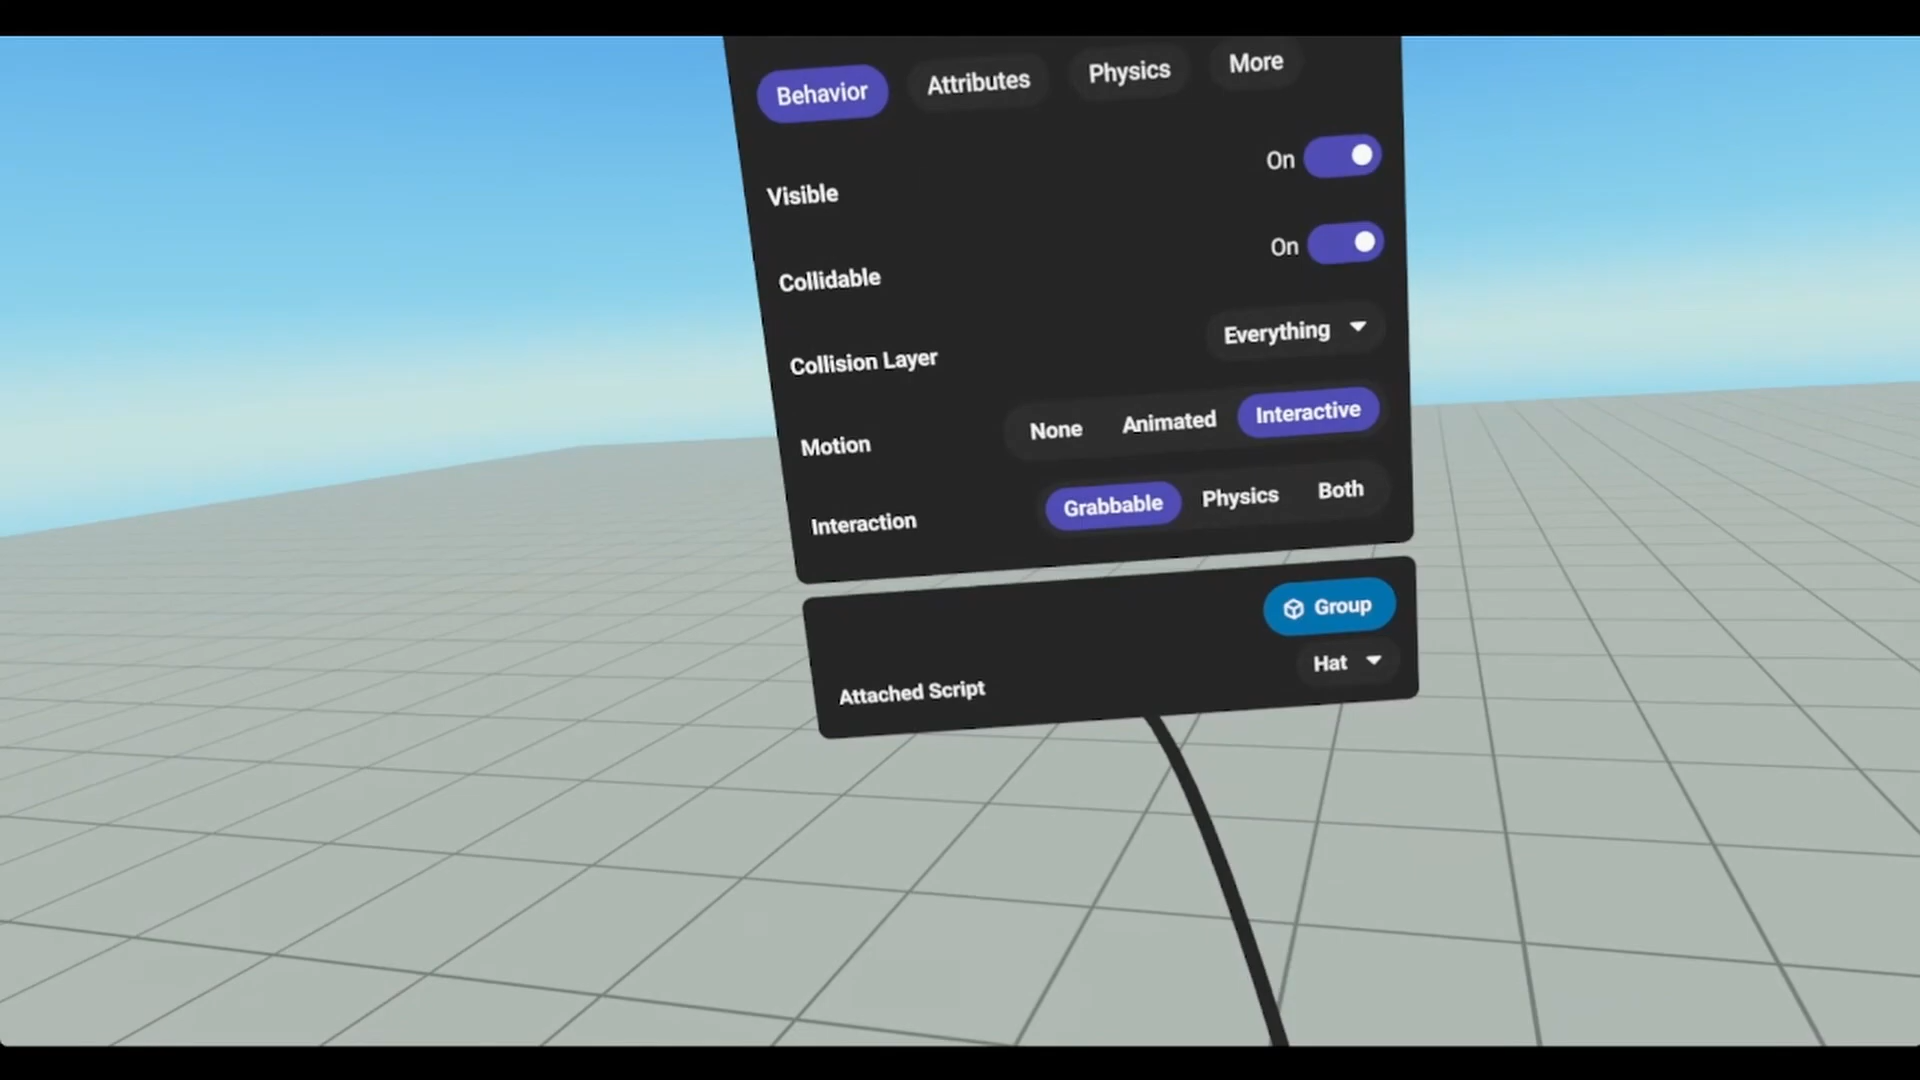 Behavior Attributes Physics More
Visible On
Collidable On
Collision Layer Everything
Motion None Animated Interactive
Interaction Grabbable Physics Both
Group
Attached Script Hat